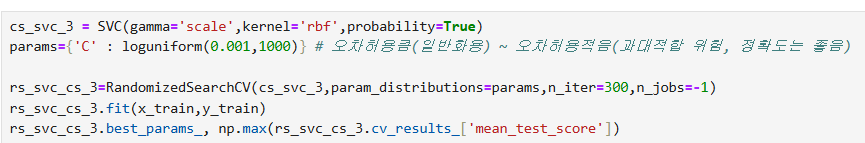 cs_svc_3 = SVC(gamma='scale',kernel='rbf',probability=True)
params={'C' : loguniform(0.001,1000)} # 오차허용큼(일반화용) ~ 오차허용적음(과대적합 위험, 정확도는 좋음)
rs_svc_cs_3=RandomizedSearchCV(cs_svc_3,param_distributions=params,n_iter=300,n_jobs=-1)
rs_svc_cs_3.fit(x_train,y_train)
rs_svc_cs_3.best_params_, np.max(rs_svc_cs_3.cv_results_['mean_test_score'])